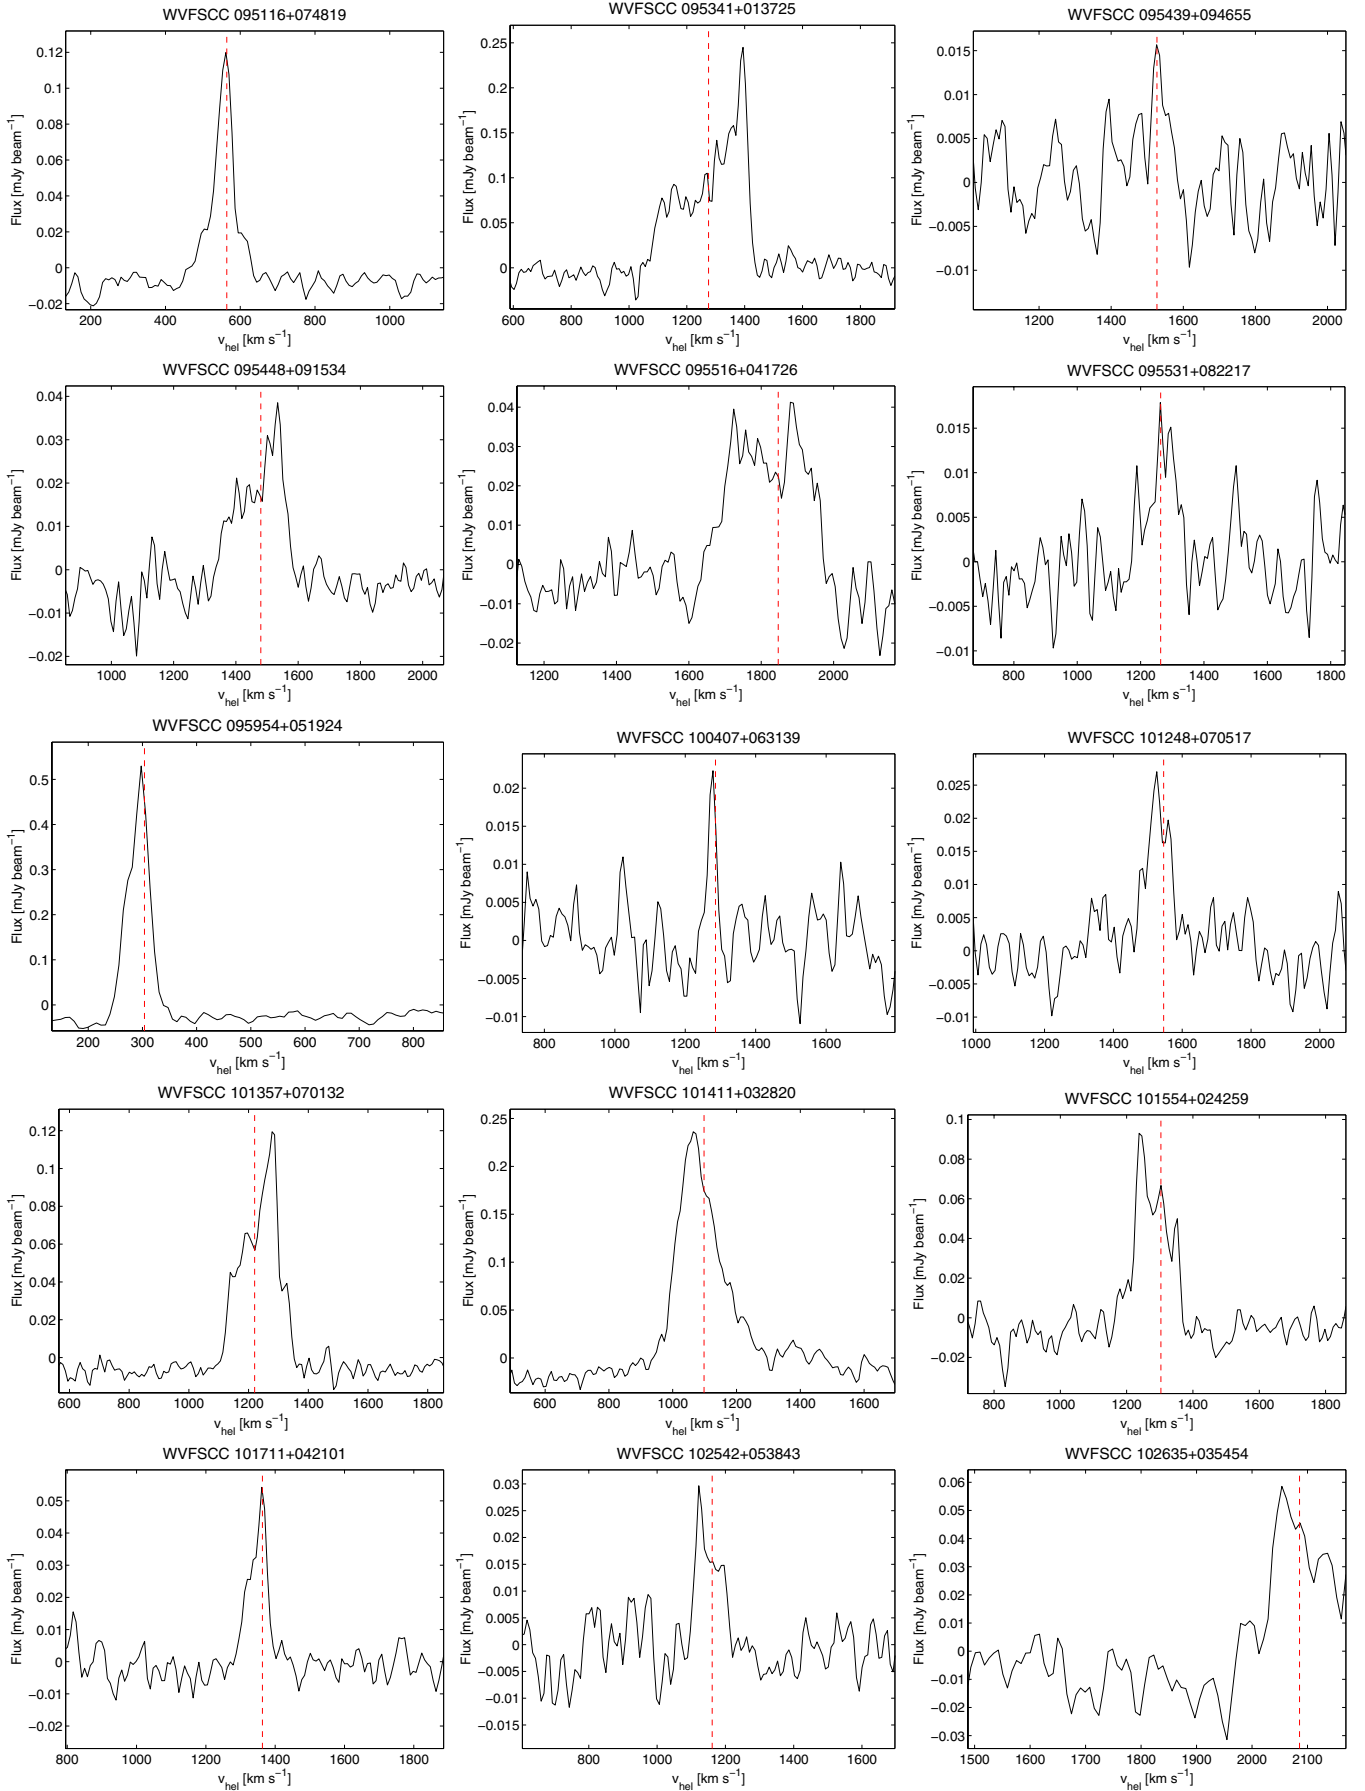 WVFSCC 095116+074819
0.12
0.1
0.08
0.06
0.04
0.02
0
−0.02
Flux [mJy beam−1]
200 400 600 800 1000
v_hel [km s−1]
WVFSCC 095341+013725
0.25
0.2
0.15
0.1
0.05
0
Flux [mJy beam−1]
600 800 1000 1200 1400 1600 1800
v_hel [km s−1]
WVFSCC 095439+094655
0.015
0.01
0.005
0
−0.005
−0.01
Flux [mJy beam−1]
1200 1400 1600 1800 2000
v_hel [km s−1]
WVFSCC 095448+091534
0.04
0.03
0.02
0.01
0
−0.01
−0.02
Flux [mJy beam−1]
1000 1200 1400 1600 1800 2000
v_hel [km s−1]
WVFSCC 095516+041726
0.04
0.03
0.02
0.01
0
−0.01
−0.02
Flux [mJy beam−1]
1200 1400 1600 1800 2000
v_hel [km s−1]
WVFSCC 095531+082217
0.015
0.01
0.005
0
−0.005
−0.01
Flux [mJy beam−1]
800 1000 1200 1400 1600 1800
v_hel [km s−1]
WVFSCC 095954+051924
0.5
0.4
0.3
0.2
0.1
0
Flux [mJy beam−1]
200 300 400 500 600 700 800
v_hel [km s−1]
WVFSCC 100407+063139
0.02
0.015
0.01
0.005
0
−0.005
−0.01
Flux [mJy beam−1]
800 1000 1200 1400 1600
v_hel [km s−1]
WVFSCC 101248+070517
0.025
0.02
0.015
0.01
0.005
0
−0.005
−0.01
Flux [mJy beam−1]
1000 1200 1400 1600 1800 2000
v_hel [km s−1]
WVFSCC 101357+070132
0.12
0.1
0.08
0.06
0.04
0.02
0
Flux [mJy beam−1]
600 800 1000 1200 1400 1600 1800
v_hel [km s−1]
WVFSCC 101411+032820
0.25
0.2
0.15
0.1
0.05
0
Flux [mJy beam−1]
600 800 1000 1200 1400 1600
v_hel [km s−1]
WVFSCC 101554+024259
0.1
0.08
0.06
0.04
0.02
0
−0.02
Flux [mJy beam−1]
800 1000 1200 1400 1600 1800
v_hel [km s−1]
WVFSCC 101711+042101
0.05
0.04
0.03
0.02
0.01
0
−0.01
−0.02
Flux [mJy beam−1]
800 1000 1200 1400 1600 1800
v_hel [km s−1]
WVFSCC 102542+053843
0.03
0.025
0.02
0.015
0.01
0.005
0
−0.005
−0.01
−0.015
Flux [mJy beam−1]
800 1000 1200 1400 1600
v_hel [km s−1]
WVFSCC 102635+035454
0.06
0.05
0.04
0.03
0.02
0.01
0
−0.01
−0.02
−0.03
Flux [mJy beam−1]
1500 1600 1700 1800 1900 2000 2100
v_hel [km s−1]